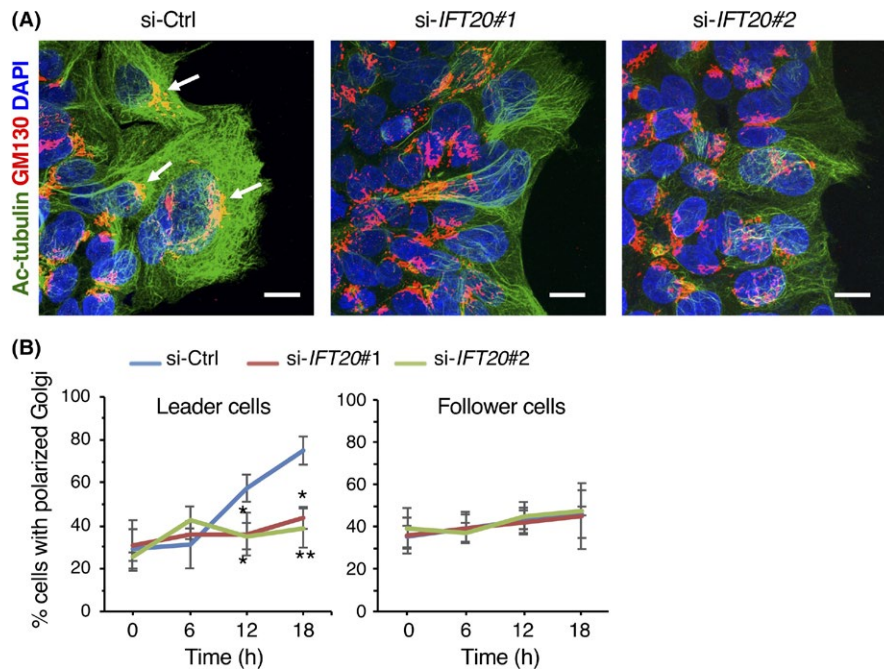 (A)
si-Ctrl
si-IFT20#1
si-IFT20#2
Ac-tubulin GM130 DAPI
(B)
si-Ctrl
si-IFT20#1
si-IFT20#2
% cells with polarized Golgi
Leader cells
100
80
60
40
20
0
*
*
*
**
0 6 12 18
Time (h)
Follower cells
100
80
60
40
20
0
0 6 12 18
Time (h)